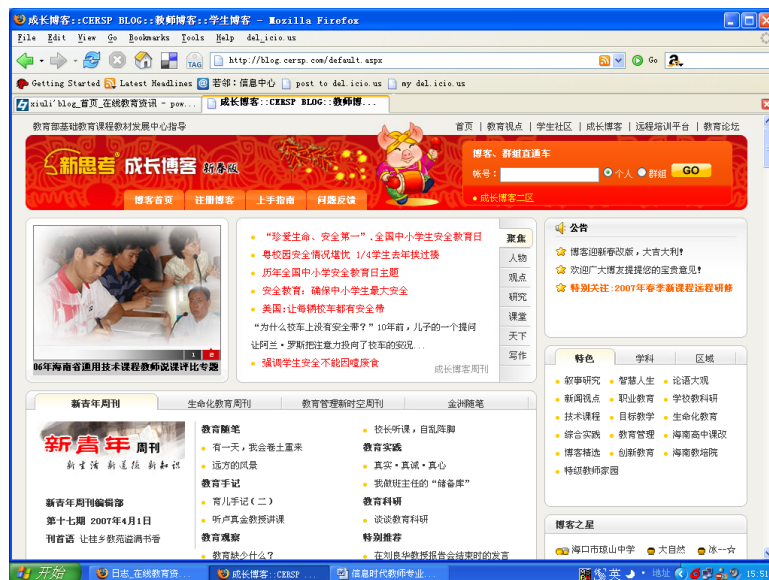 成长博客::CERSP BLOG::教师博客::学生博客 - Mozilla Firefox
File Edit View Go Bookmarks Tools Help del_icio.us
http://blog.cersp.com/default.aspx Go
Getting Started Latest Headlines 若邻:信息中心 post to del.icio.us my del.icio.us
xiuli'blog_首页_在线教育资讯 - pow... 成长博客::CERSP BLOG::教师博...
教育部基础教育课程教材发展中心指导
首页 | 教育视点 | 学生社区 | 成长博客 | 远程培训平台 | 教育论坛
新思考 成长博客 新春版
博客、群组直通车
帐号: 个人 群组 GO
成长博客二区
博客首页 注册博客 上手指南 问题反馈
1 2
06年海南省通用技术课程教师说课评比专题
“珍爱生命、安全第一”.全国中小学生安全教育日
粤校园安全情况堪忧 1/4学生去年挨过揍
历年全国中小学安全教育日主题
安全教育:确保中小学生最大安全
美国:让每辆校车都有安全带
“为什么校车上没有安全带?”10年前,儿子的一个提问
让阿兰·罗斯把注意力投向了校车的安况...
强调学生安全不能因噎废食
成长博客周刊
聚焦
人物
观点
研究
课堂
天下
写作
公告
博客迎新春改版,大吉大利!
欢迎广大博友提提您的宝贵意见!
特别关注:2007年春季新课程远程研修
特色 学科 区域
叙事研究 智慧人生 论语大观
新闻视点 职业教育 学校教科研
技术课程 目标教学 生命化教育
综合实践 教育管理 海南高中课改
博客精选 创新教育 海南教培院
特级教师家园
博客之星
海口市琼山中学 大自然 冰--☆
新青年周刊 生命化教育周刊 教育管理新时空周刊 金洲随笔
新青年 周刊
新生活 新道德 新知识
新青年周刊编辑部
第十七期 2007年4月1日
刊首语 让桂乡教苑溢满书香
教育随笔
有一天,我会卷土重来
远方的风景
教育手记
育儿手记(二)
听卢真金教授讲课
教育观察
教育缺少什么?
校长听课,自乱阵脚
教育实践
真实·真诚·真心
我做班主任的“储备库”
教育科研
谈谈教育科研
特别推荐
在刘良华教授报告会结束时的发言
开始 日志_在线教育资... 成长博客::CERSP ... 信息时代教师专业... 英 地址 15:51